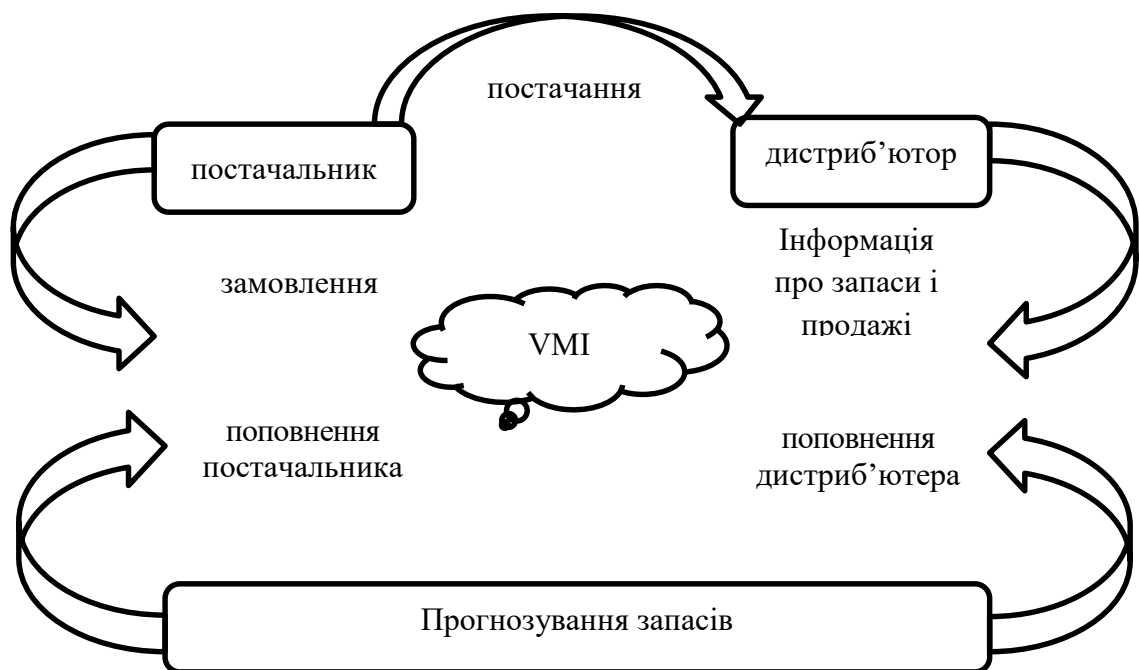 постачання
постачальник
дистриб’ютор
замовлення
Інформація
про запаси і
продажі
VMI
поповнення
постачальника
поповнення
дистриб’ютера
Прогнозування запасів